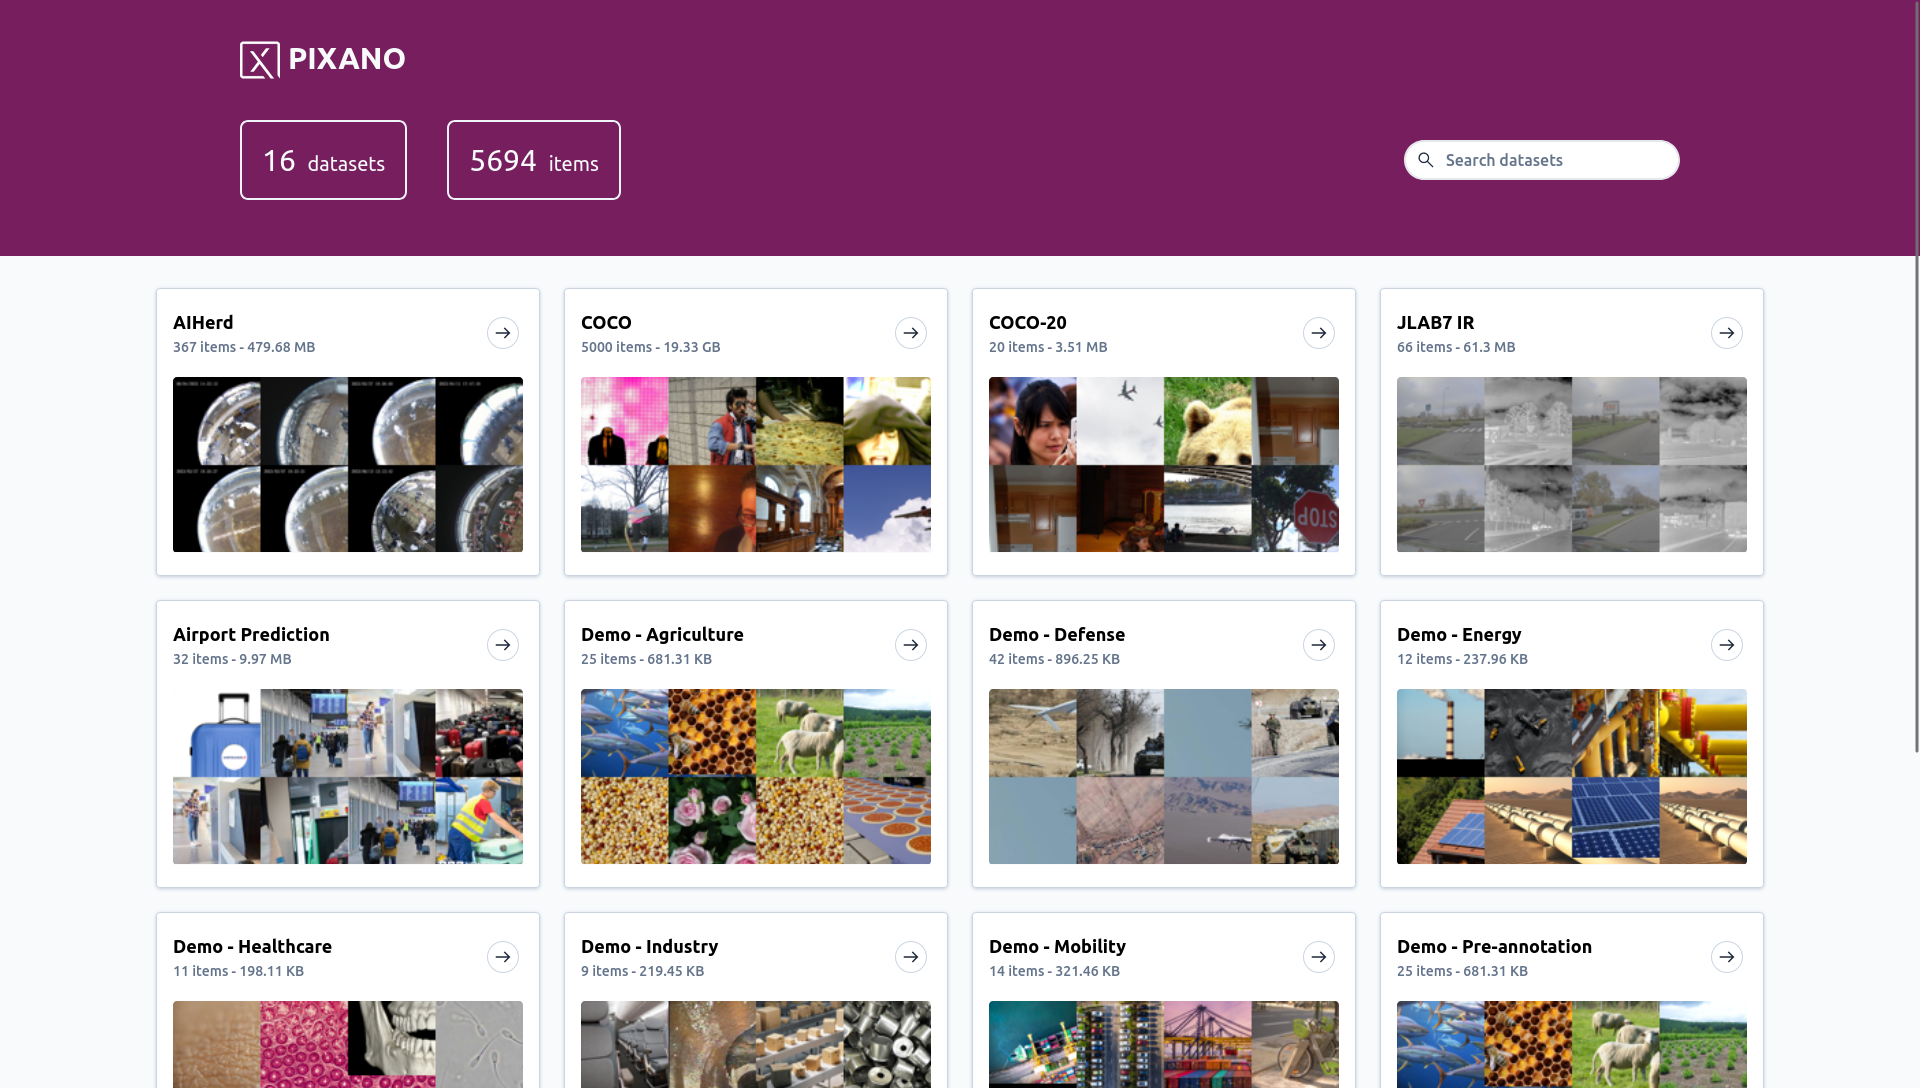 PIXANO
16 datasets
5694 items
Search datasets
AIHerd
367 items - 479.68 MB
COCO
5000 items - 19.33 GB
COCO-20
20 items - 3.51 MB
STOP
JLAB7 IR
66 items - 61.3 MB
Airport Prediction
32 items - 9.97 MB
Demo - Agriculture
25 items - 681.31 KB
Demo - Defense
42 items - 896.25 KB
Demo - Energy
12 items - 237.96 KB
Demo - Healthcare
11 items - 198.11 KB
Demo - Industry
9 items - 219.45 KB
Demo - Mobility
14 items - 321.46 KB
Demo - Pre-annotation
25 items - 681.31 KB